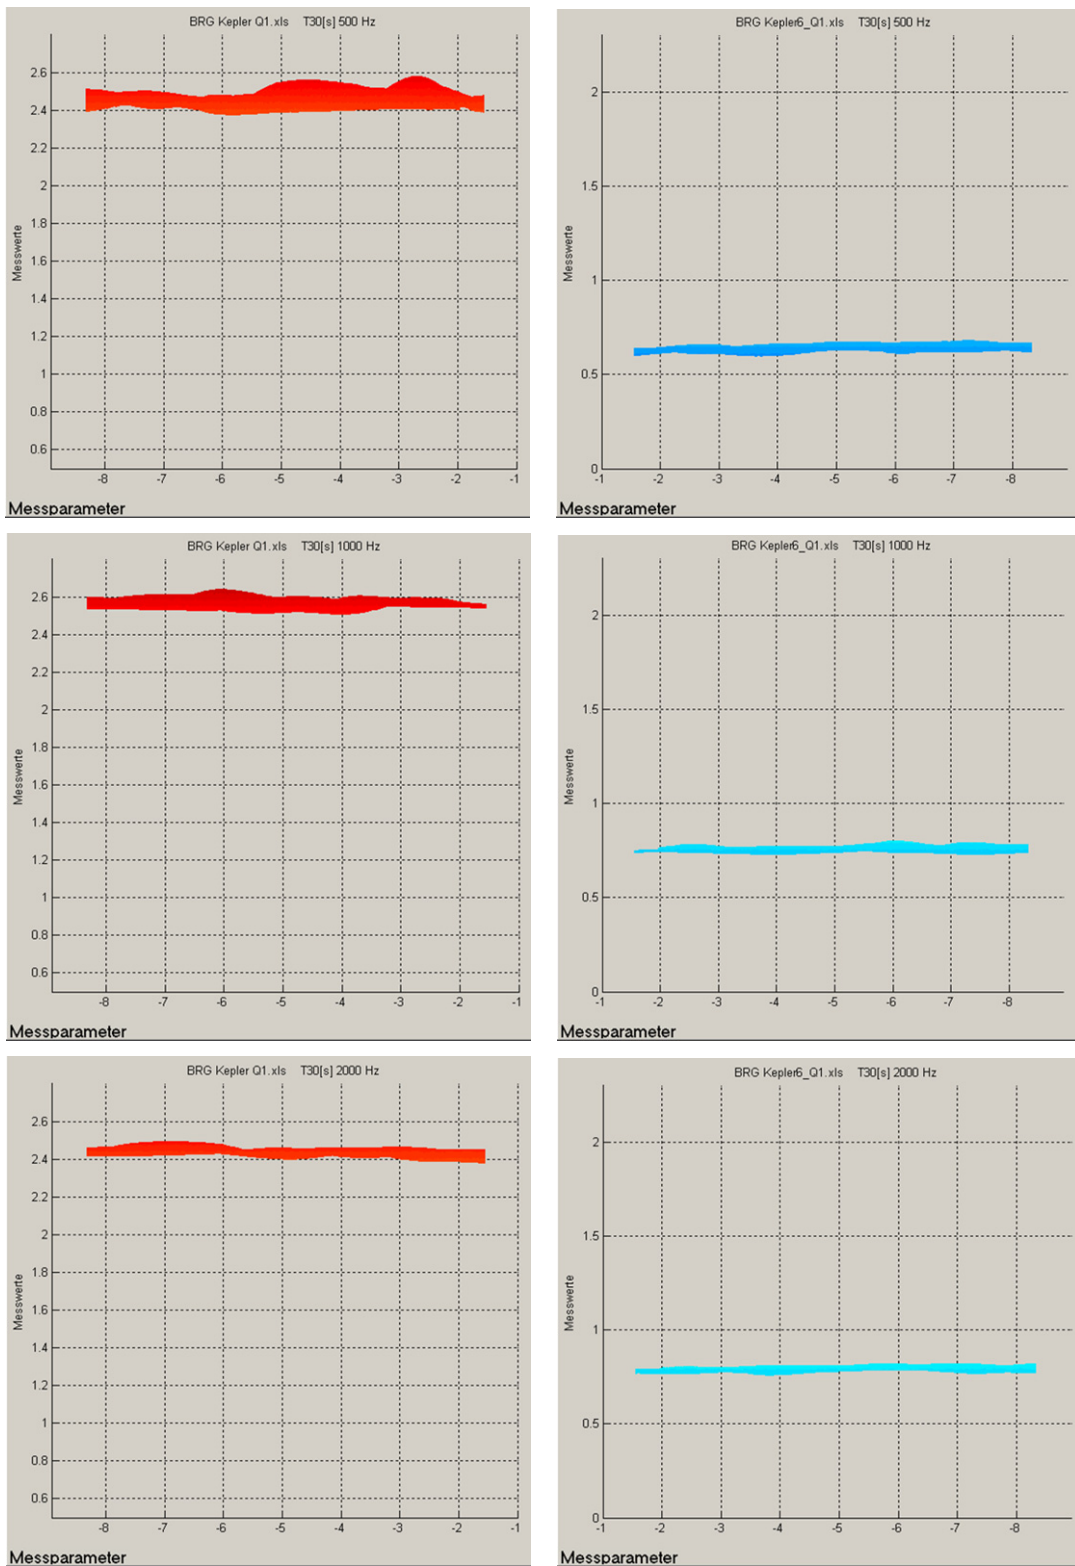 BRG Kepler Q1.xls T30[s] 500 Hz
2.6
2.4
2.2
2
1.8
1.6
1.4
1.2
1
0.8
0.6
Messwerte
-8 -7 -6 -5 -4 -3 -2 -1
Messparameter
BRG Kepler6_Q1.xls T30[s] 500 Hz
2
1.5
1
0.5
0
Messwerte
-1 -2 -3 -4 -5 -6 -7 -8
Messparameter
BRG Kepler Q1.xls T30[s] 1000 Hz
2.6
2.4
2.2
2
1.8
1.6
1.4
1.2
1
0.8
0.6
Messwerte
-8 -7 -6 -5 -4 -3 -2 -1
Messparameter
BRG Kepler6_Q1.xls T30[s] 1000 Hz
2
1.5
1
0.5
0
Messwerte
-1 -2 -3 -4 -5 -6 -7 -8
Messparameter
BRG Kepler Q1.xls T30[s] 2000 Hz
2.6
2.4
2.2
2
1.8
1.6
1.4
1.2
1
0.8
0.6
Messwerte
-8 -7 -6 -5 -4 -3 -2 -1
Messparameter
BRG Kepler6_Q1.xls T30[s] 2000 Hz
2
1.5
1
0.5
0
Messwerte
-1 -2 -3 -4 -5 -6 -7 -8
Messparameter